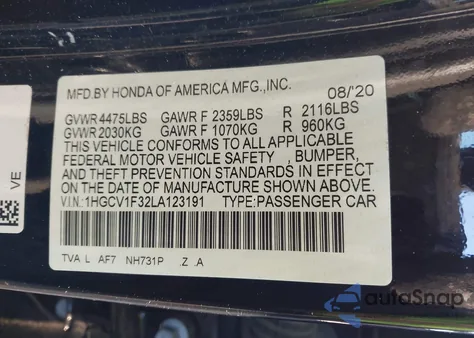 MFD.BY HONDA OF AMERICA MFG.,INC. 08/'20
GVWR 4475LBS GAWR F 2359LBS R 2116LBS
GVWR 2030KG GAWR F 1070KG R 960KG
THIS VEHICLE CONFORMS TO ALL APPLICABLE
FEDERAL MOTOR VEHICLE SAFETY , BUMPER,
AND THEFT PREVENTION STANDARDS IN EFFECT
ON THE DATE OF MANUFACTURE SHOWN ABOVE.
V.I.N:1HGCV1F32LA123191 TYPE:PASSENGER CAR
TVA L AF7 NH731P .Z .A
VE
autoSnap